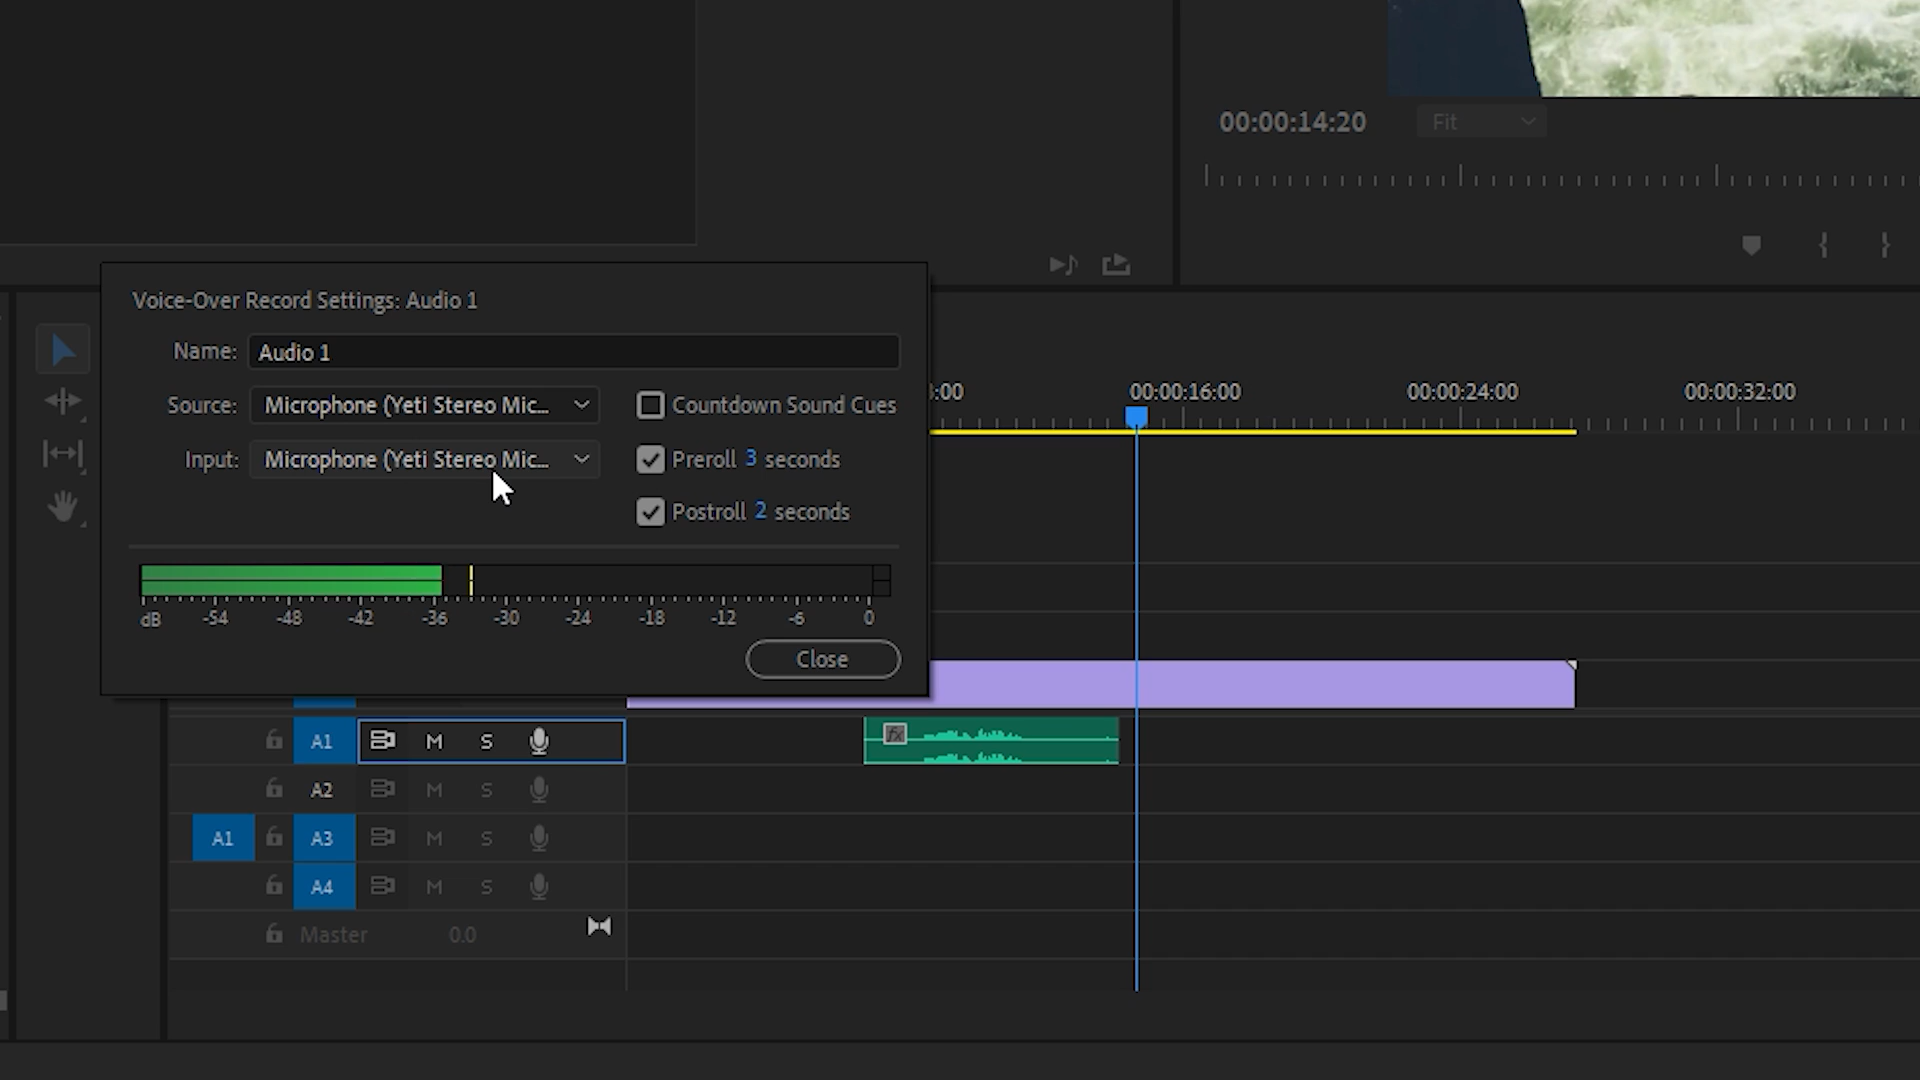 00:00:14:20
Fit
Voice-Over Record Settings: Audio 1
Name: Audio 1
Source: Microphone (Yeti Stereo Mic...
Countdown Sound Cues
Input: Microphone (Yeti Stereo Mic...
Preroll 3 seconds
Postroll 2 seconds
dB -54 -48 -42 -36 -30 -24 -18 -12 -6 0
Close
:00 00:00:16:00 00:00:24:00 00:00:32:00
A1 M S fx
A2 M S
A1 A3 M S
A4 M S
Master 0.0